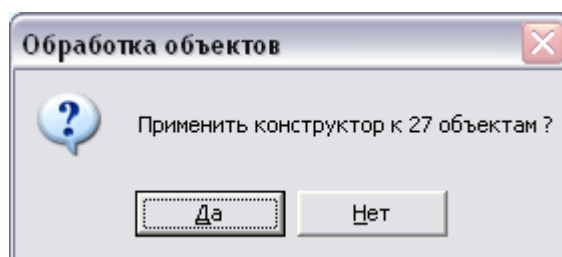 Обработка объектов
Применить конструктор к 27 объектам ?
Да
Нет